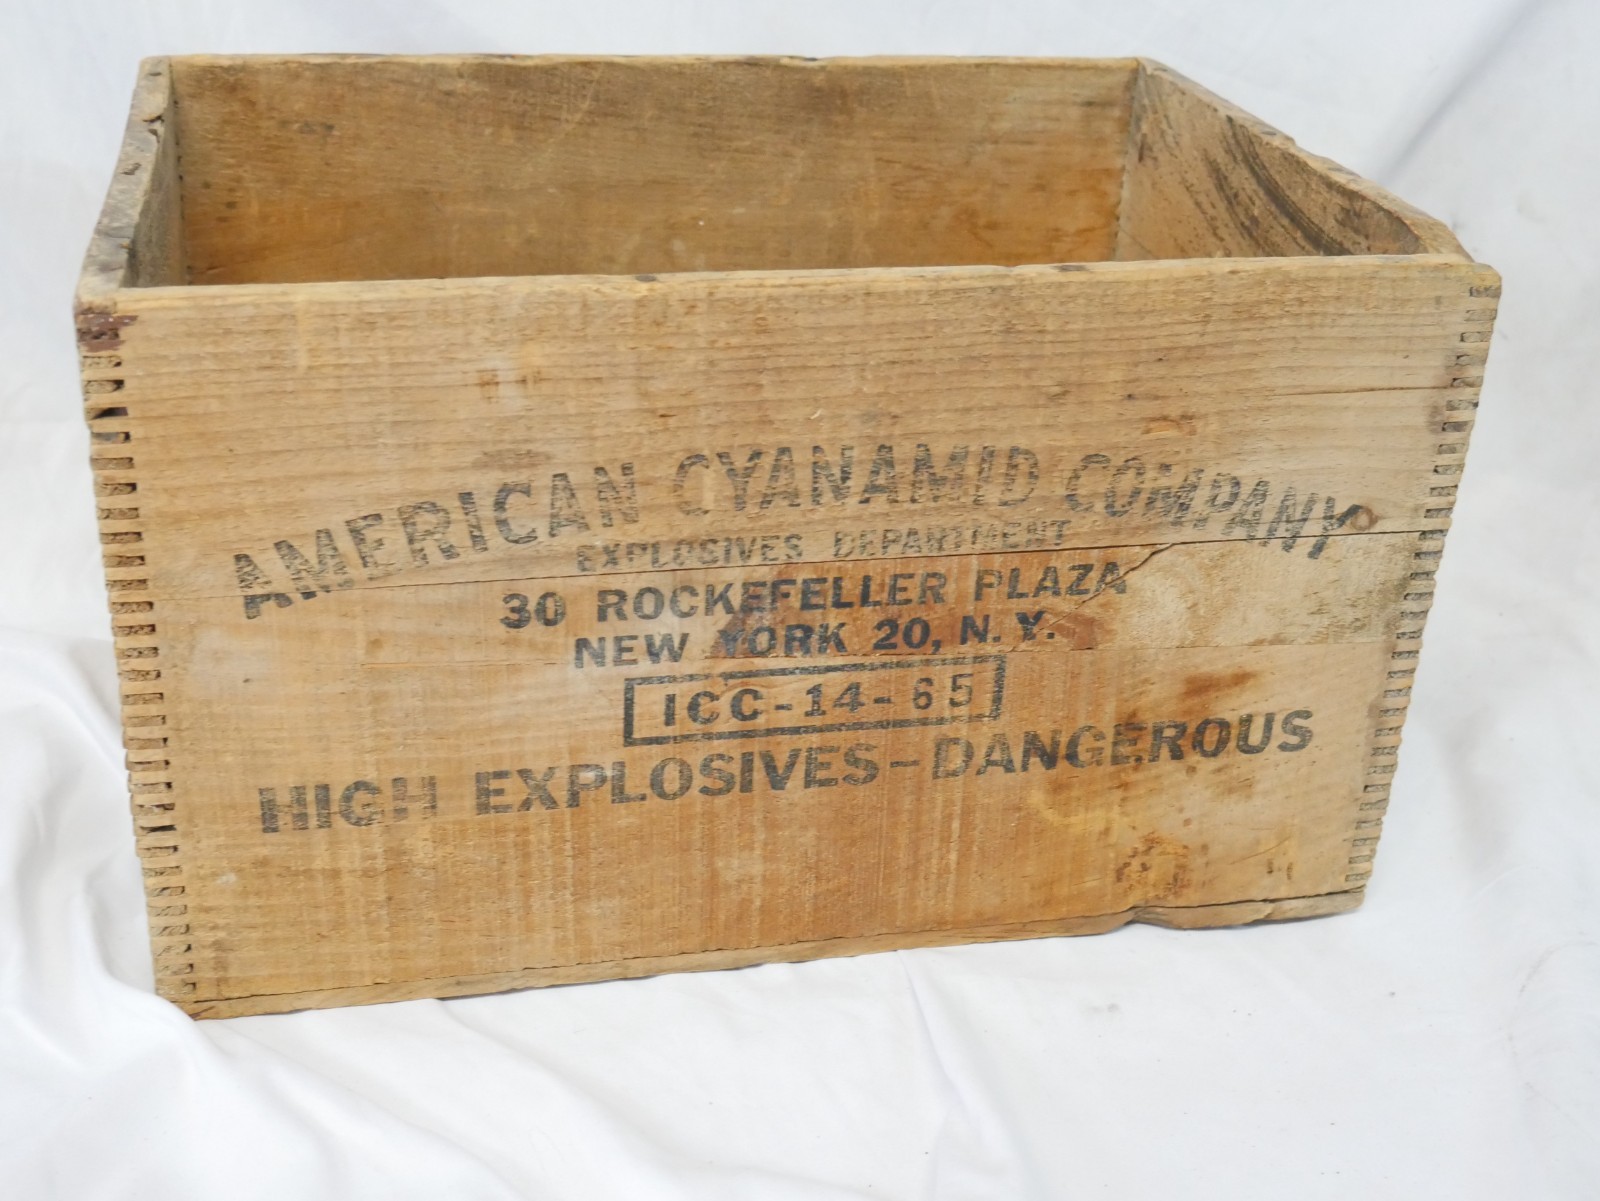 AMERICAN CYANAMID COMPANY
EXPLOSIVES DEPARTMENT
30 ROCKEFELLER PLAZA
NEW YORK 20, N. Y.
ICC-14-65
HIGH EXPLOSIVES-DANGEROUS